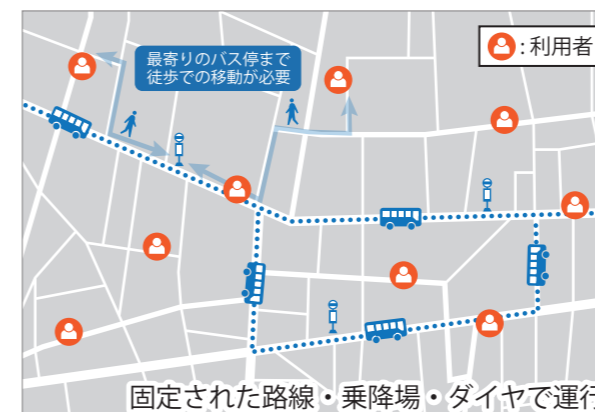 最寄りのバス停まで
徒歩での移動が必要
：利用者
固定された路線・乗降場・ダイヤで運行